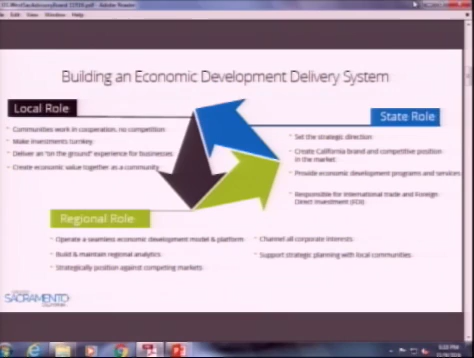 Adobe Reader
Edit View Window Help
Building an Economic Development Delivery System
Local Role
Communities work in cooperation, no competition
Make investments turnkey
Deliver an "on the ground" experience for businesses
Create economic value together as a community
State Role
Set the strategic direction
Create California brand and competitive position
in the market
Provide economic development programs and services
Responsible for international trade and Foreign
Direct Investment (FDI)
Regional Role
Operate a seamless economic development model & platform
Build & maintain regional analytics
Strategically position against competing markets
Channel all corporate interests
Support strategic planning with local communities
SACRAMENTO